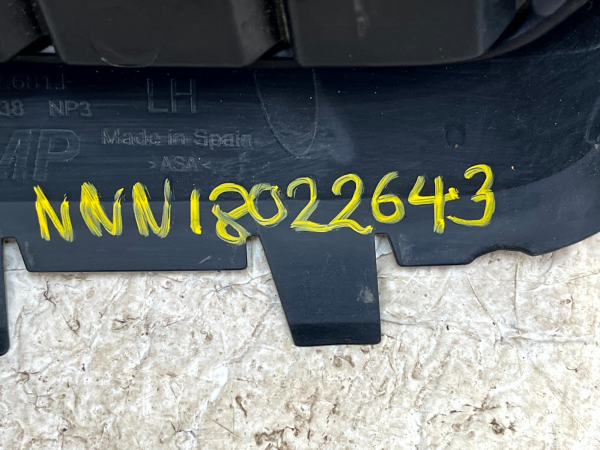 38 NP3
LH
Made in Spain
>ASA<
NNN18022643